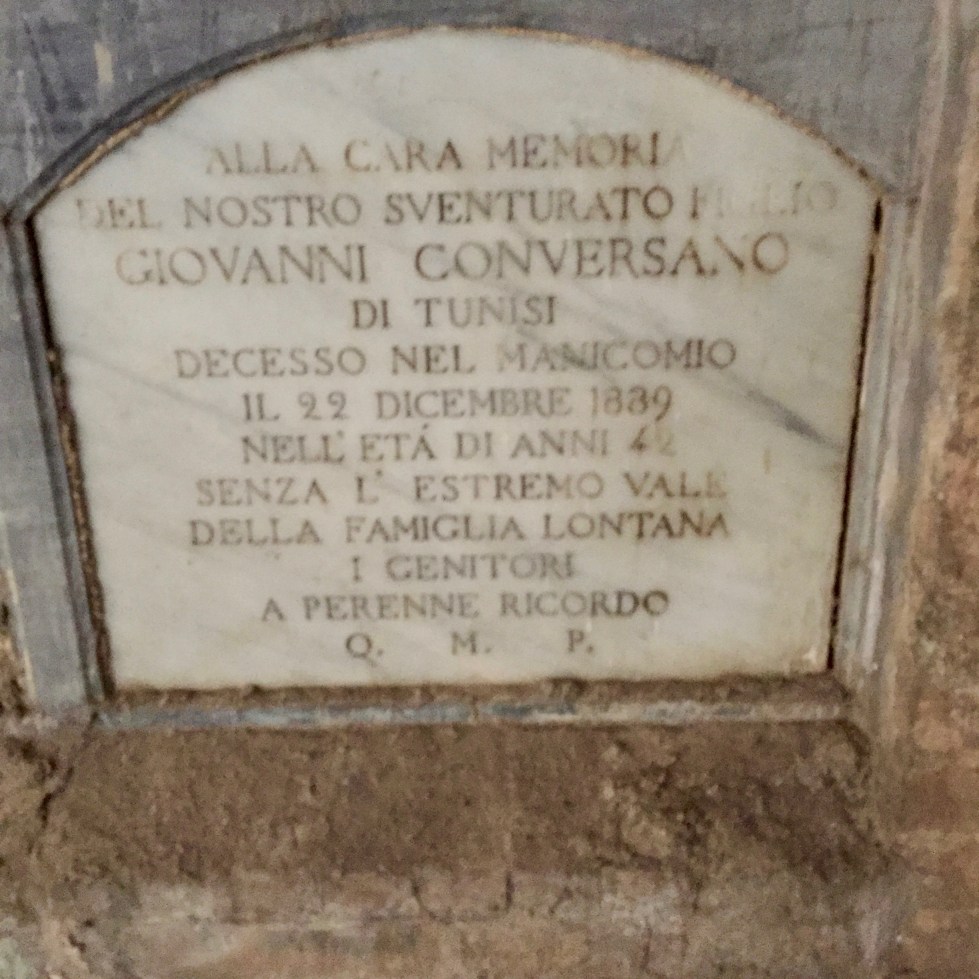 ALLA CARA MEMORIA
DEL NOSTRO SVENTURATO FIGLIO
GIOVANNI CONVERSANO
DI TUNISI
DECESSO NEL MANICOMIO
IL 22 DICEMBRE 1889
NELL' ETÁ DI ANNI 42
SENZA L' ESTREMO VALE
DELLA FAMIGLIA LONTANA
I GENITORI
A PERENNE RICORDO
Q. M. P.